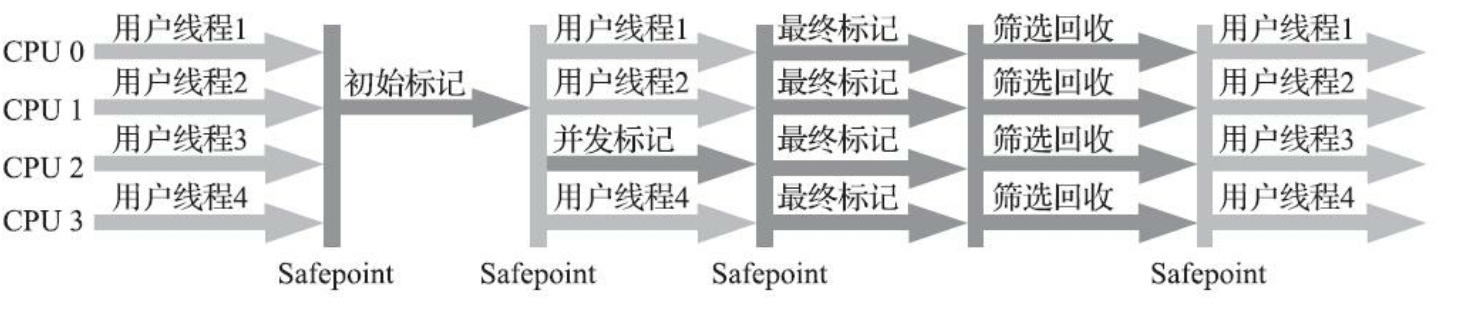 用户线程1 用户线程1 最终标记 筛选回收 用户线程1
CPU 0
用户线程2 初始标记 用户线程2 最终标记 筛选回收 用户线程2
CPU 1
用户线程3 并发标记 最终标记 筛选回收 用户线程3
CPU 2
用户线程4 用户线程4 最终标记 筛选回收 用户线程4
CPU 3
Safepoint Safepoint Safepoint Safepoint